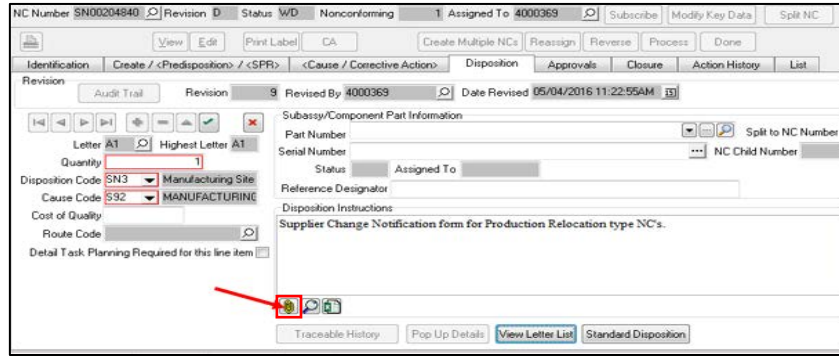 NC Number SN00204840 Revision D Status WD Nonconforming 1 Assigned To 4000369 Subscribe Modify Key Data Split NC
View Edit Print Label CA Create Multiple NCs Reassign Reverse Process Done
Identification Create / <Predisposition> / <SPR> <Cause / Corrective Action> Disposition Approvals Closure Action History List
Revision
Audit Trail Revision 9 Revised By 4000369 Date Revised 05/04/2016 11:22:55AM
Subassy/Component Part Information
Part Number Split to NC Number
Letter A1 Highest Letter A1
Serial Number NC Child Number
Quantity 1
Status Assigned To
Disposition Code SN3 Manufacturing Site
Reference Designator
Cause Code S92 MANUFACTURING
Disposition Instructions
Cost of Quality
Supplier Change Notification form for Production Relocation type NC's.
Route Code
Detail Task Planning Required for this line item
Traceable History Pop Up Details View Letter List Standard Disposition